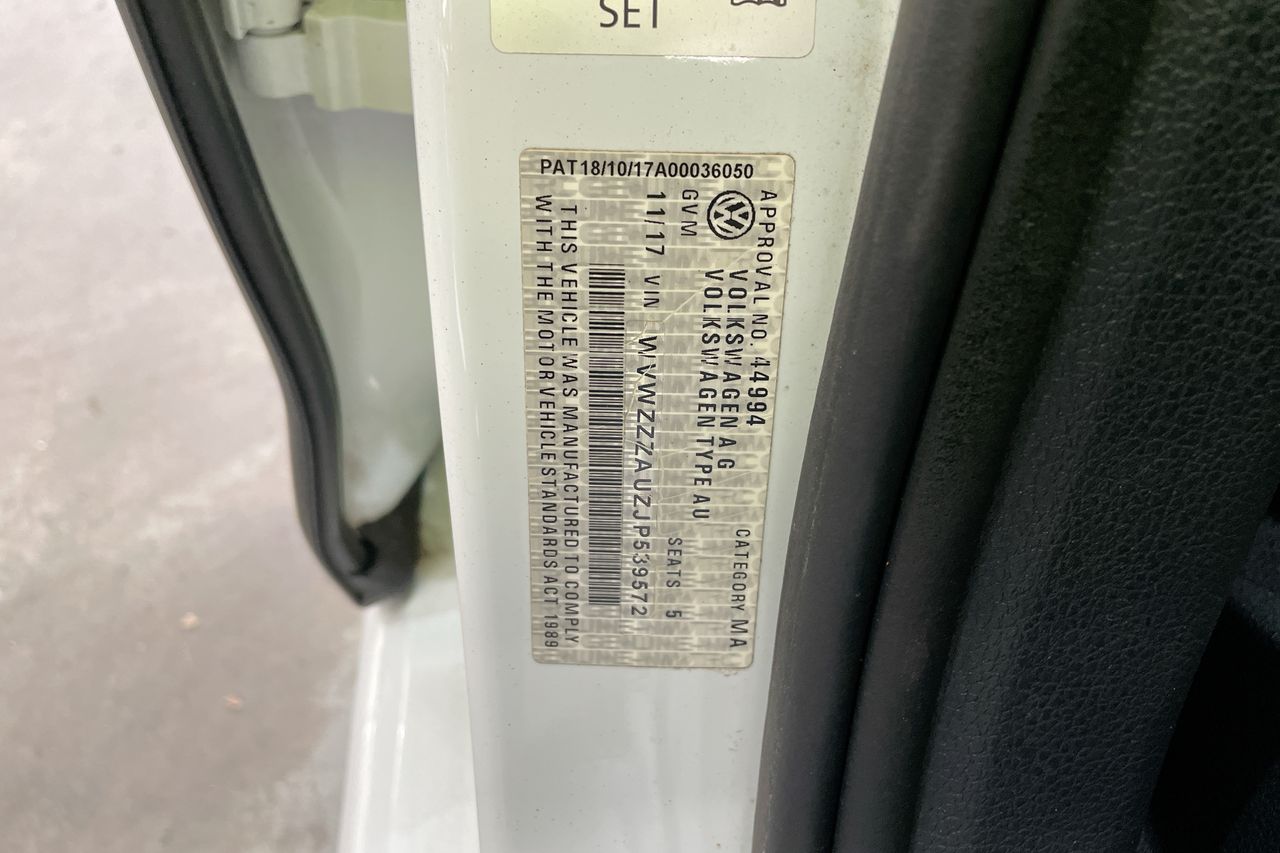 SET
PAT18/10/17A00036050
APPROVAL NO. 44994
CATEGORY MA
VOLKSWAGEN AG
VOLKSWAGEN TYPE AU
GVM
SEATS 5
11/17 VIN WVWZZZAUZJP539572
THIS VEHICLE WAS MANUFACTURED TO COMPLY
WITH THE MOTOR VEHICLE STANDARDS ACT 1989